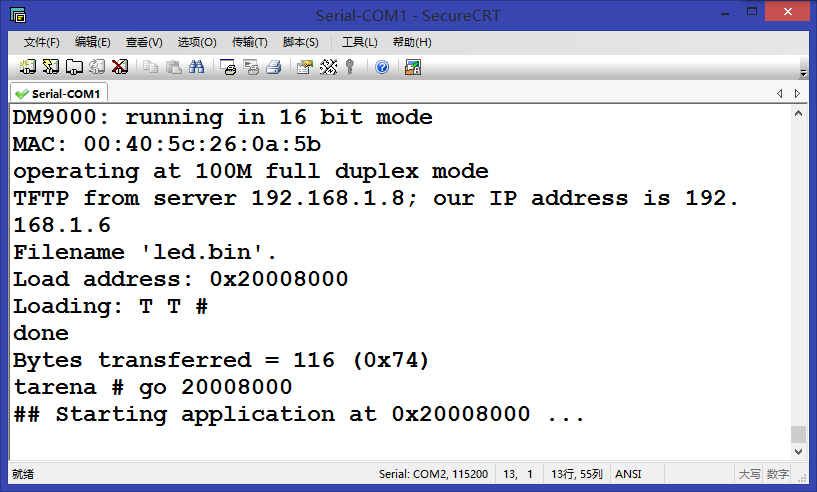 Serial-COM1 - SecureCRT
文件(F) 编辑(E) 查看(V) 选项(O) 传输(T) 脚本(S) 工具(L) 帮助(H)
Serial-COM1
DM9000: running in 16 bit mode
MAC: 00:40:5c:26:0a:5b
operating at 100M full duplex mode
TFTP from server 192.168.1.8; our IP address is 192.
168.1.6
Filename 'led.bin'.
Load address: 0x20008000
Loading: T T #
done
Bytes transferred = 116 (0x74)
tarena # go 20008000
## Starting application at 0x20008000 ...
就绪 Serial: COM2, 115200 13, 1 13行, 55列 ANSI 大写 数字